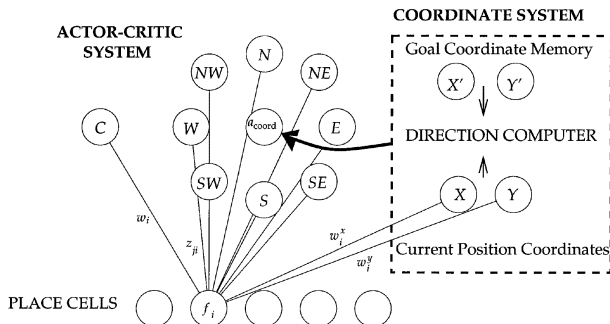 COORDINATE SYSTEM
ACTOR-CRITIC
SYSTEM
Goal Coordinate Memory
N
NW
NE
X' Y'
C
W
a_coord
E
DIRECTION COMPUTER
SW
S
SE
X
Y
w_i
z_ji
w_i^x
w_i^y
Current Position Coordinates
PLACE CELLS
f_i